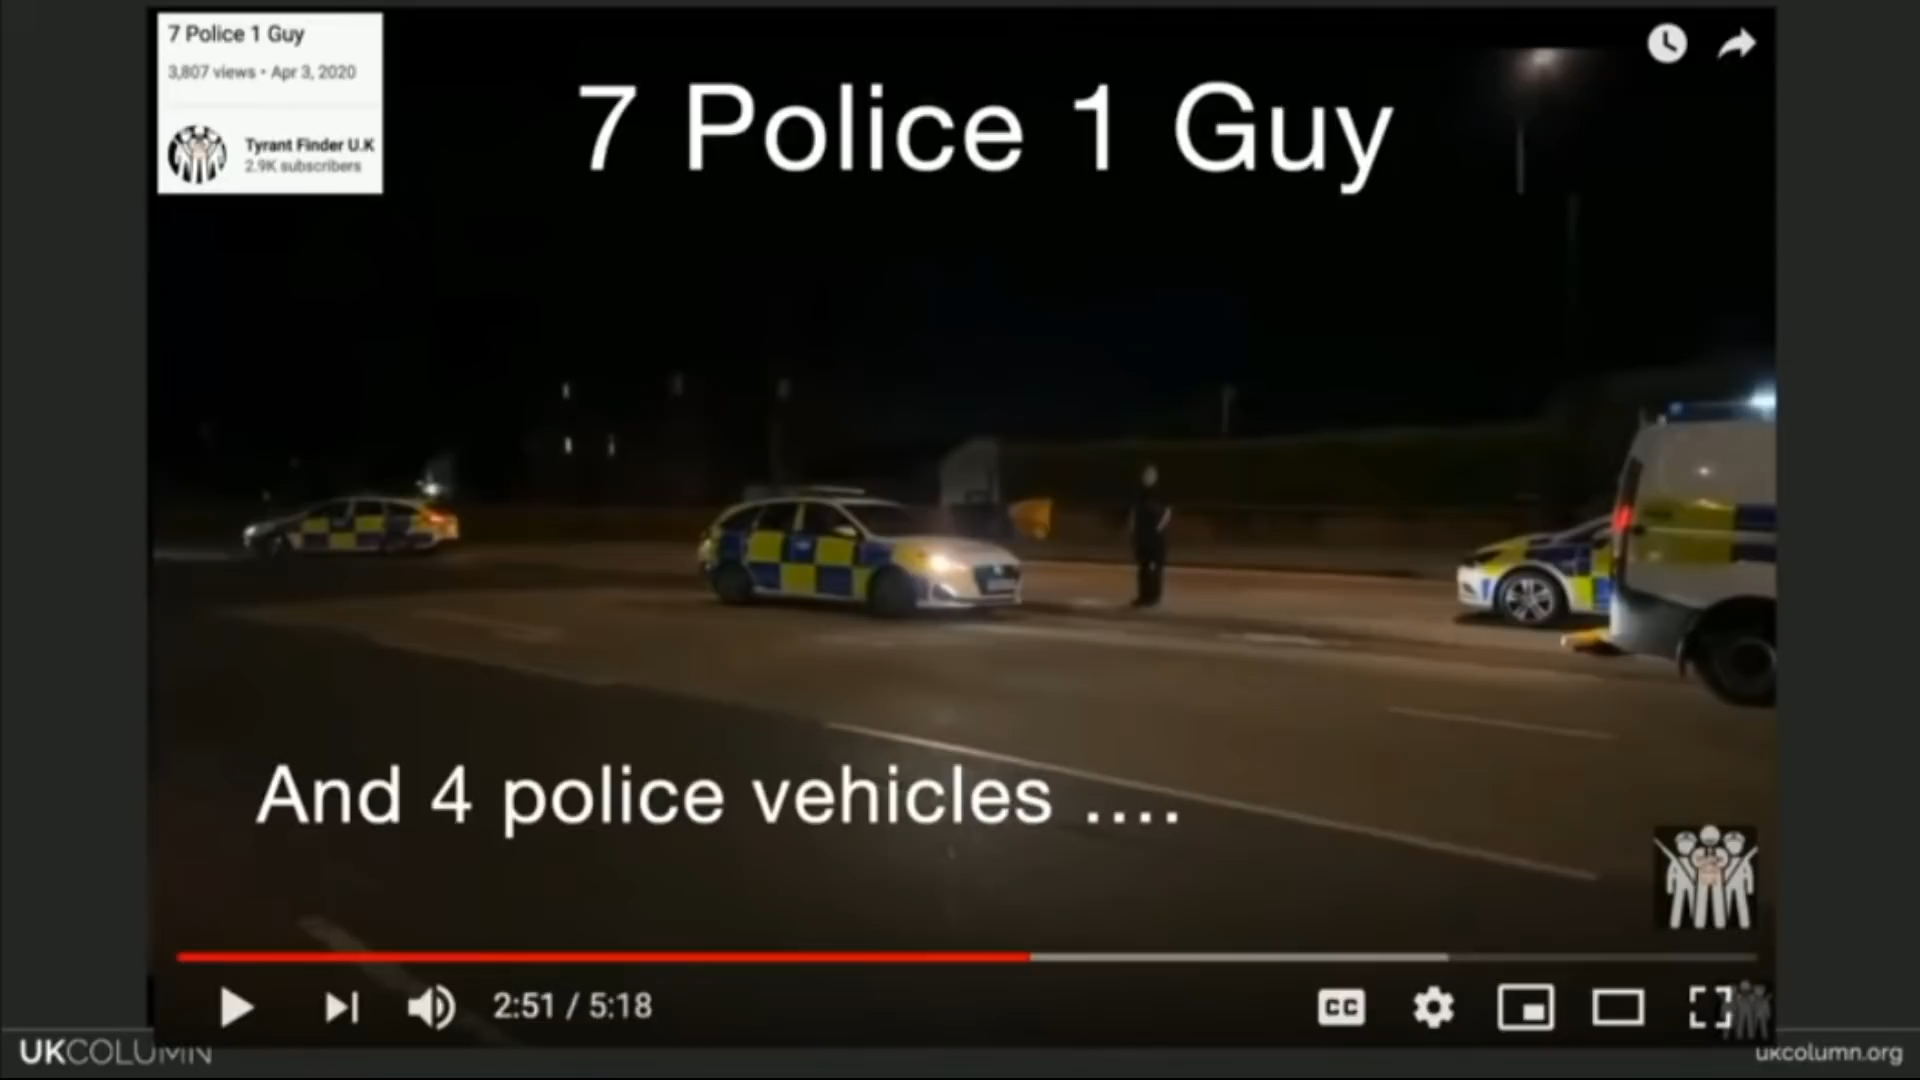 7 Police 1 Guy
3,807 views • Apr 3, 2020
Tyrant Finder U.K
2.9K subscribers
7 Police 1 Guy
And 4 police vehicles ....
2:51 / 5:18
CC
UKCOLUMN
ukcolumn.org